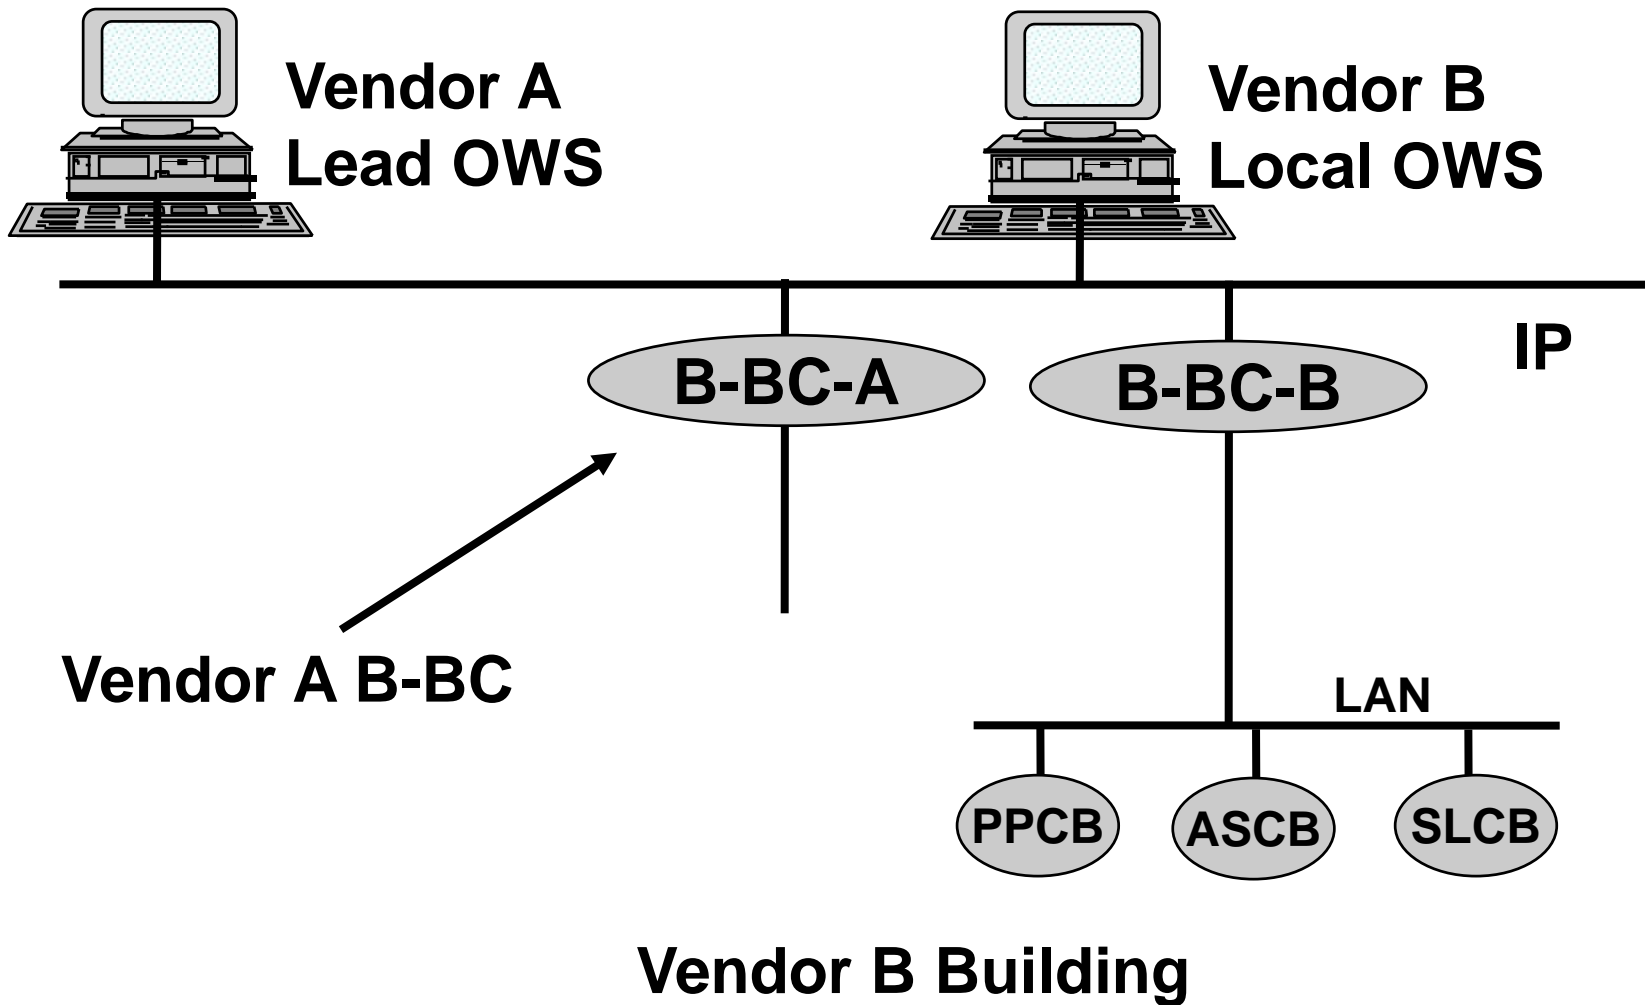 Vendor A
Lead OWS
Vendor B
Local OWS
IP
B-BC-A
B-BC-B
Vendor A B-BC
LAN
PPCB
ASCB
SLCB
Vendor B Building